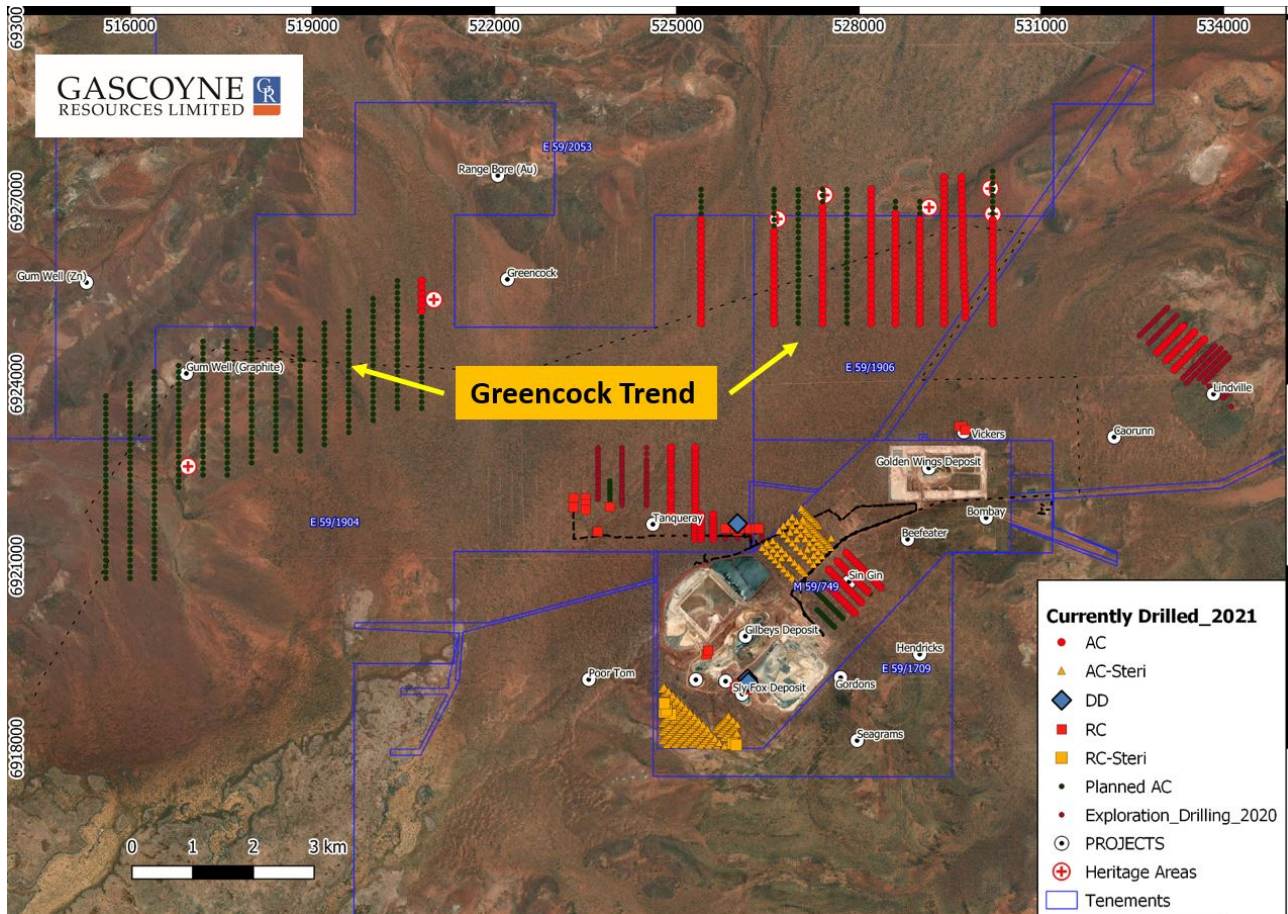 69300
516000
519000
522000
525000
528000
531000
534000
GASCOYNE
GR
RESOURCES LIMITED
E 59/2053
Range Bore (Au)
6927000
Gum Well (Zn)
Greencock
Gum Well (Graphite)
6924000
Greencock Trend
E 59/1906
Lindville
Vickers
Caorunn
Golden Wings Deposit
E 59/1904
Tanqueray
Bombay
Beefeater
6921000
Sin Gin
M 59/749
Gilbeys Deposit
Hendricks
E 59/1709
Poor Tom
Sly Fox Deposit
Gordons
Seagrams
6918000
0 1 2 3 km
Currently Drilled_2021
AC
AC-Steri
DD
RC
RC-Steri
Planned AC
Exploration_Drilling_2020
PROJECTS
Heritage Areas
Tenements